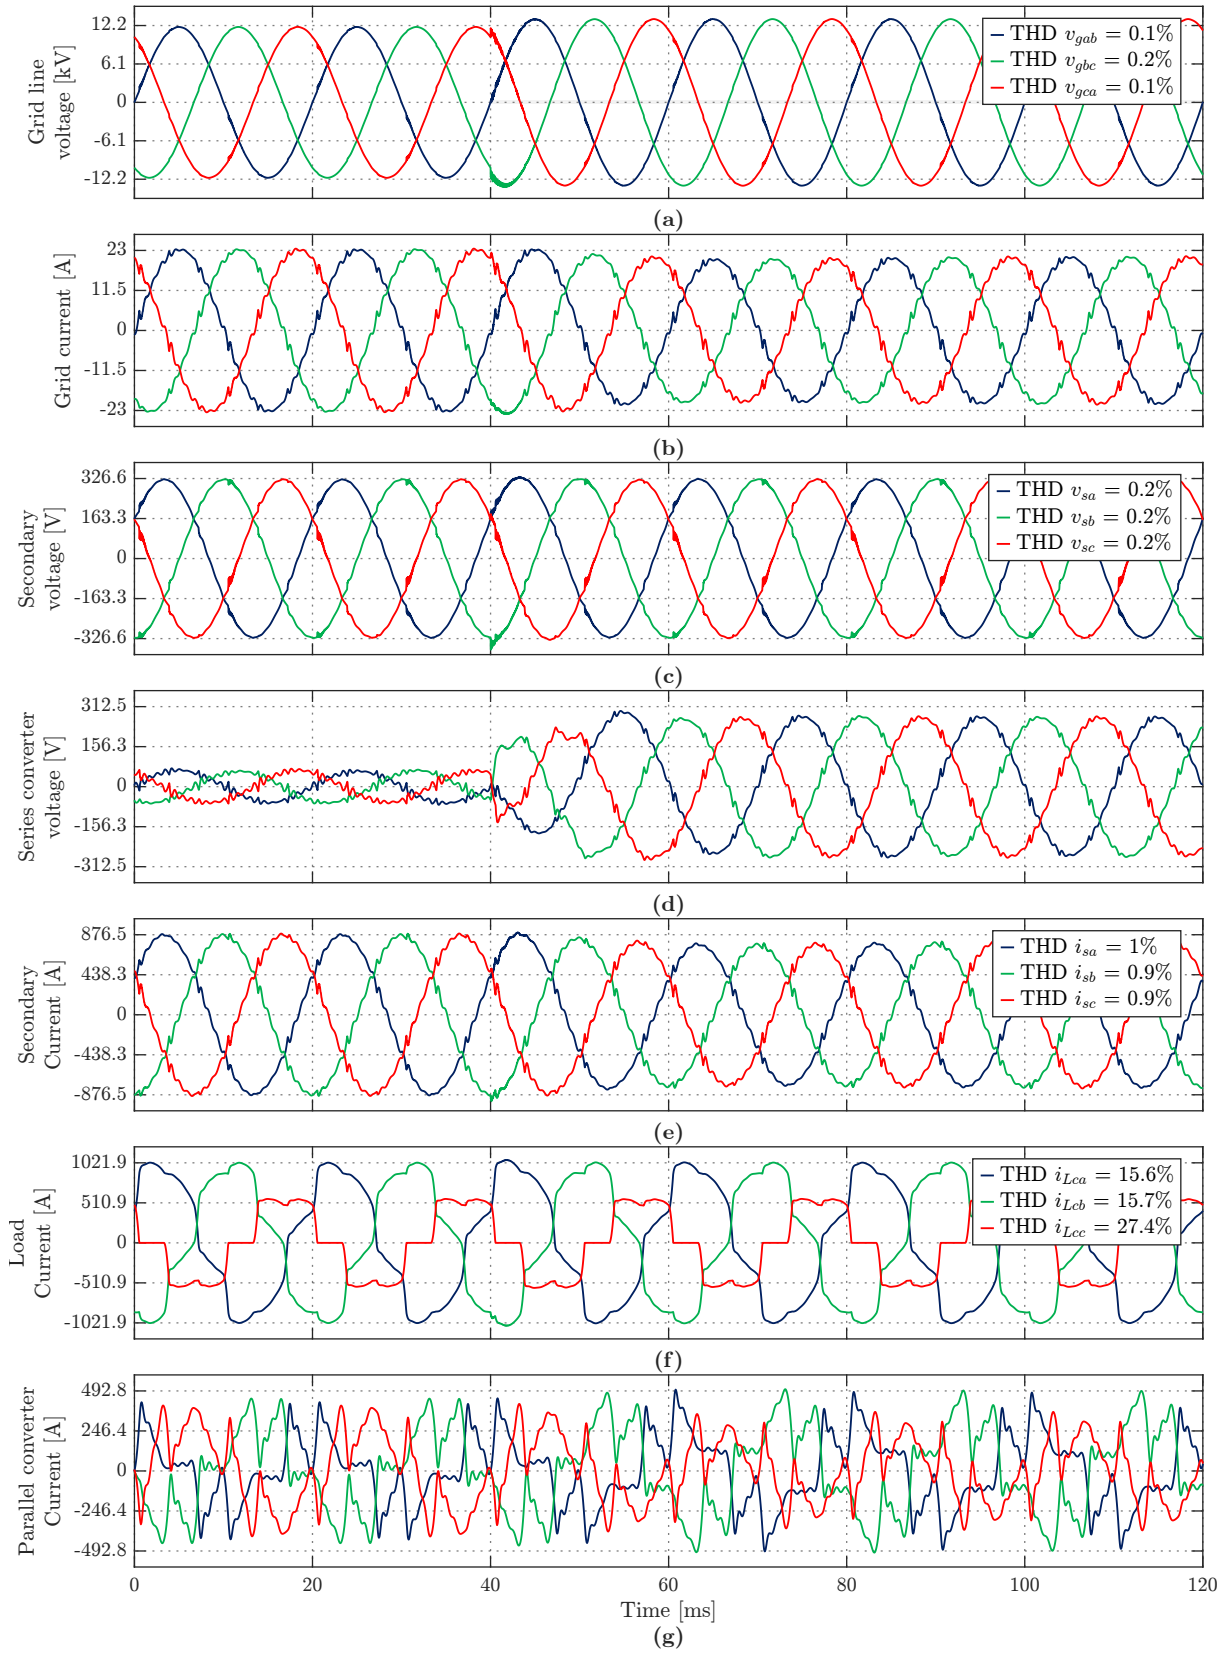 Grid line
voltage [kV]
12.2
6.1
0
-6.1
-12.2
THD v_gab = 0.1%
THD v_gbc = 0.2%
THD v_gca = 0.1%
(a)
Grid current [A]
23
11.5
0
-11.5
-23
(b)
Secondary
voltage [V]
326.6
163.3
0
-163.3
-326.6
THD v_sa = 0.2%
THD v_sb = 0.2%
THD v_sc = 0.2%
(c)
Series converter
voltage [V]
312.5
156.3
0
-156.3
-312.5
(d)
Secondary
Current [A]
876.5
438.3
0
-438.3
-876.5
THD i_sa = 1%
THD i_sb = 0.9%
THD i_sc = 0.9%
(e)
Load
Current [A]
1021.9
510.9
0
-510.9
-1021.9
THD i_Lca = 15.6%
THD i_Lcb = 15.7%
THD i_Lcc = 27.4%
(f)
Parallel converter
Current [A]
492.8
246.4
0
-246.4
-492.8
0 20 40 60 80 100 120
Time [ms]
(g)